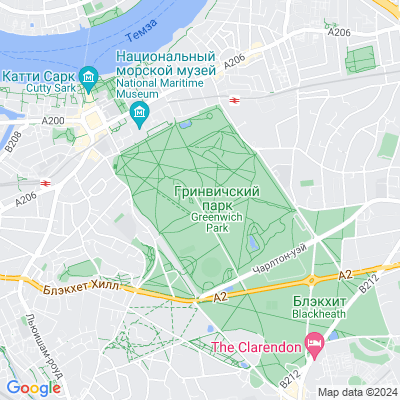 Темза
A206
Национальный
морской музей
National Maritime
Museum
Катти Сарк
Cutty Sark
A200
B208
A206
Гринвичский
парк
Greenwich
Park
Чарлтон-уэй
A2
Блэкхет Хилл
A2
B212
Блэкхит
Blackheath
Льюишам-роуд
The Clarendon
B212
Google
Map data ©2024